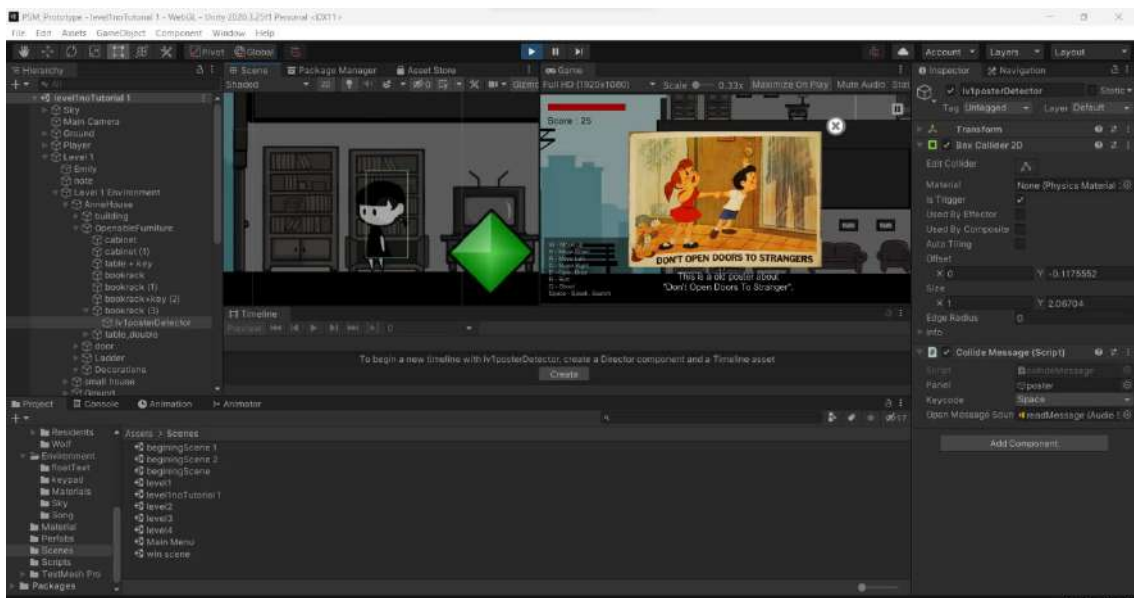 PSM_Prototype - level1noTutorial 1 - WebGL - Unity 2020.3.25f1 Personal <DX11>
File Edit Assets GameObject Component Window Help
Pivot Global
Account Layers Layout
Hierarchy
Scene Package Manager Asset Store
Game
Inspector Navigation
Shaded 2D Gizmo
Full HD (1920x1080) Scale 0.33x Maximize On Play Mute Audio Stat
level1noTutorial 1
Sky
Main Camera
Ground
Player
Level 1
Emily
note
Level 1 Environment
AnneHouse
building
OpenableFurniture
cabinet
cabinet (1)
table + key
bookrack
bookrack (1)
bookrack+key (2)
bookrack (3)
lv1posterDetector
table_double
door
Ladder
Decorations
small house
Score : 25
DON'T OPEN DOORS TO STRANGERS
This is a old poster about
"Don't Open Doors To Stranger".
Timeline
Preview 0
To begin a new timeline with lv1posterDetector, create a Director component and a Timeline asset
Create
lv1posterDetector Static
Tag Untagged Layer Default
Transform
Box Collider 2D
Edit Collider
Material None (Physics Material
Is Trigger
Used By Effector
Used By Composite
Auto Tiling
Offset
X 0 Y -0.1175552
Size
X 1 Y 2.06704
Edge Radius 0
Info
Collide Message (Script)
Script collideMessage
Panel poster
Keycode Space
Open Message Soun readMessage (Audio S
Add Component
Project Console Animation Animator
Residents
Wolf
Environment
floatText
keypad
Materials
Sky
Song
Material
Perfabs
Scenes
Scripts
TextMesh Pro
Packages
Assets > Scenes
beginingScene 1
beginingScene 2
beginingScene
level1
level1noTutorial 1
level2
level3
level4
Main Menu
win scene